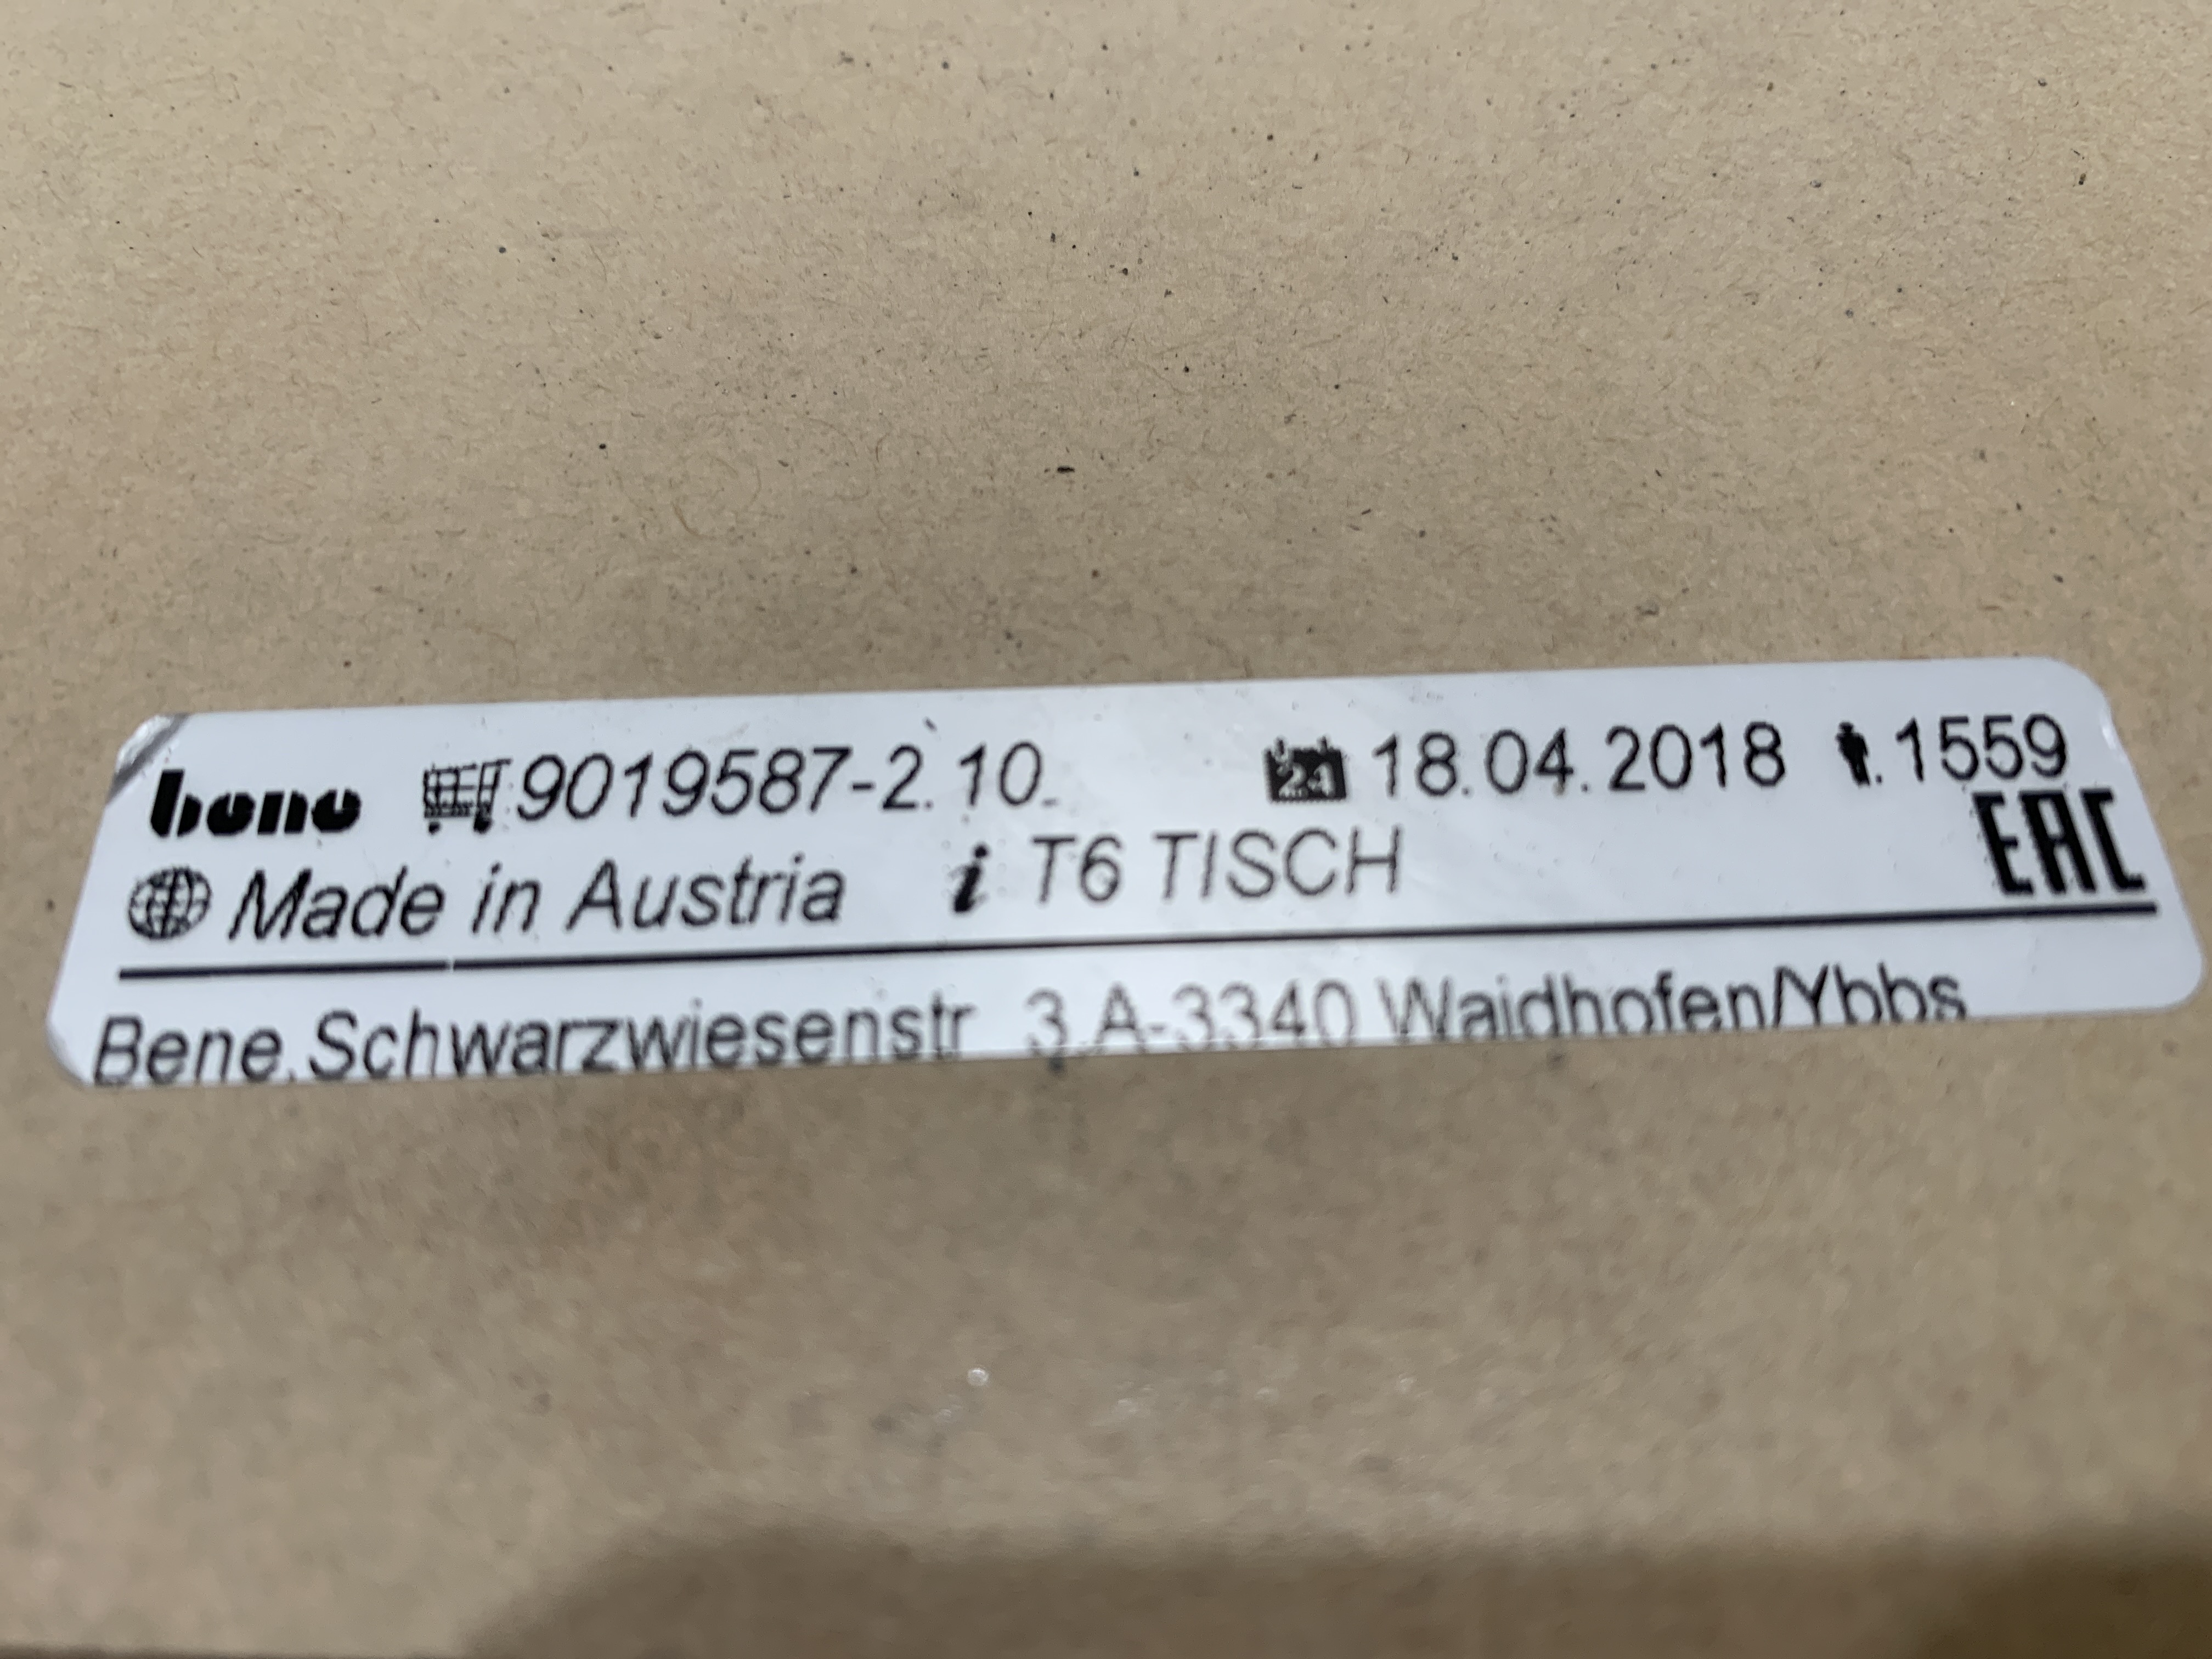 bene 9019587-2.10. 18.04.2018 .1559
Made in Austria i T6 TISCH EAC
Bene.Schwarzwiesenstr 3.A-3340 Waidhofen/Ybbs